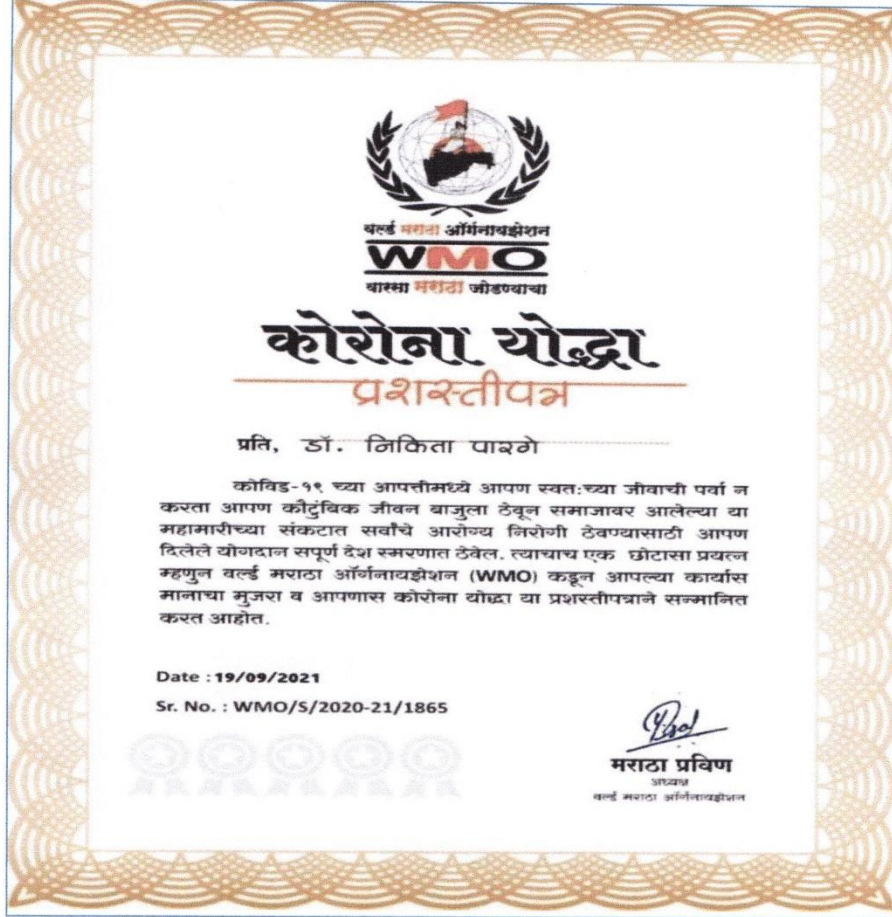 वर्ल्ड मराठा ऑर्गनायझेशन
WMO
वारसा मराठा जोडण्याचा
कोरोना योद्धा
प्रशस्तीपत्र
प्रति, डॉ. निकिता पारगे
कोविड-१९ च्या आपत्तीमध्ये आपण स्वतःच्या जीवाची पर्वा न
करता आपण कौटुंबिक जीवन बाजुला ठेवून समाजावर आलेल्या या
महामारीच्या संकटात सर्वांचे आरोग्य निरोगी ठेवण्यासाठी आपण
दिलेले योगदान सपूर्ण देश स्मरणात ठेवेल. त्याचाच एक छोटासा प्रयत्न
म्हणुन वर्ल्ड मराठा ऑर्गनायझेशन (WMO) कडून आपल्या कार्यास
मानाचा मुजरा व आपणास कोरोना योद्धा या प्रशस्तीपत्राने सन्मानित
करत आहोत.
Date : 19/09/2021
Sr. No. : WMO/S/2020-21/1865
मराठा प्रविण
अध्यक्ष
वर्ल्ड मराठा ऑर्गनायझेशन